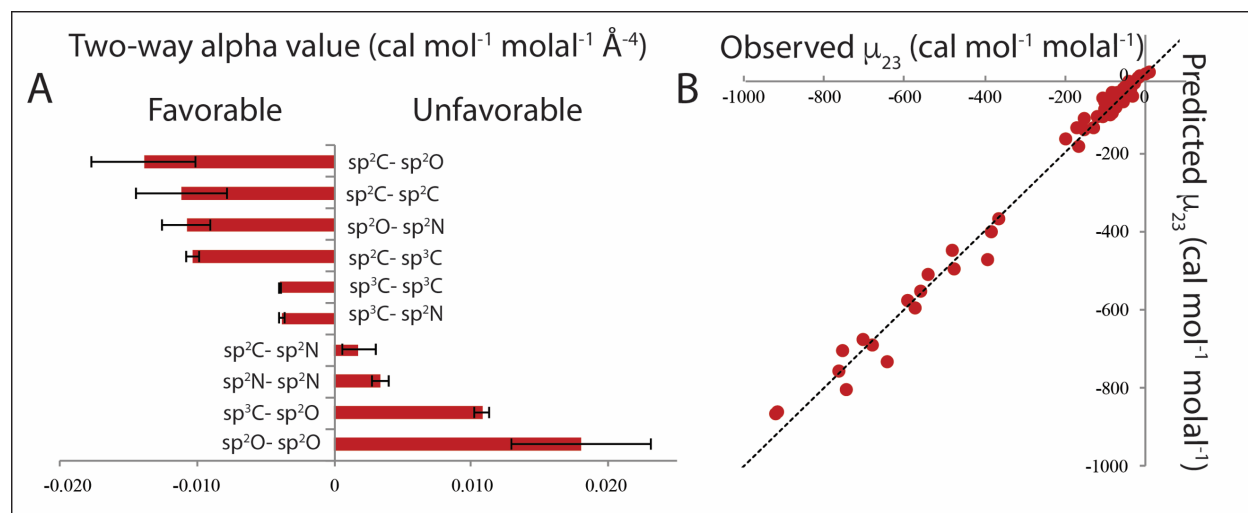 Two-way alpha value (cal mol⁻¹ molal⁻¹ Å⁻⁴)
A
Favorable
Unfavorable
sp²C- sp²O
sp²C- sp²C
sp²O- sp²N
sp²C- sp³C
sp³C- sp³C
sp³C- sp²N
sp²C- sp²N
sp²N- sp²N
sp³C- sp²O
sp²O- sp²O
-0.020
-0.010
0
0.010
0.020
Observed μ₂₃ (cal mol⁻¹ molal⁻¹)
B
-1000
-800
-600
-400
-200
0
0
-200
-400
-600
-800
-1000
Predicted μ₂₃ (cal mol⁻¹ molal⁻¹)